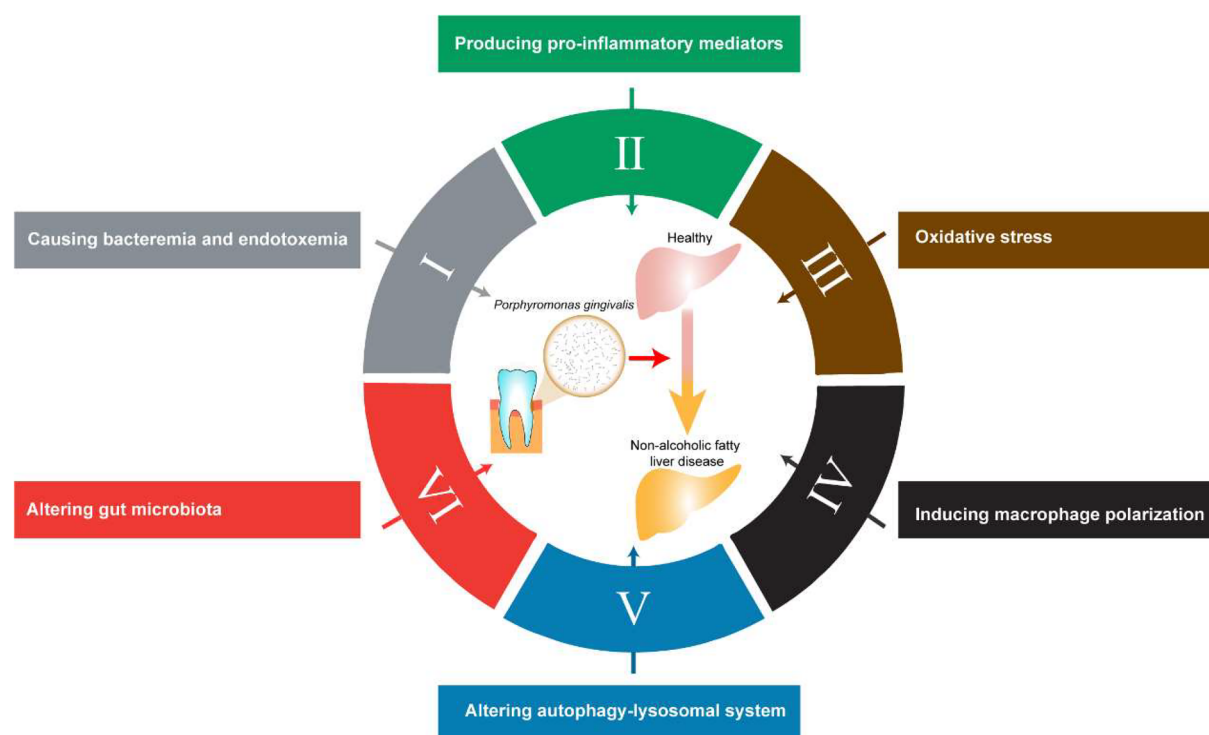 Producing pro-inflammatory mediators
II
Causing bacteremia and endotoxemia
I
Oxidative stress
III
Healthy
Porphyromonas gingivalis
Non-alcoholic fatty
liver disease
Altering gut microbiota
VI
Inducing macrophage polarization
IV
V
Altering autophagy-lysosomal system